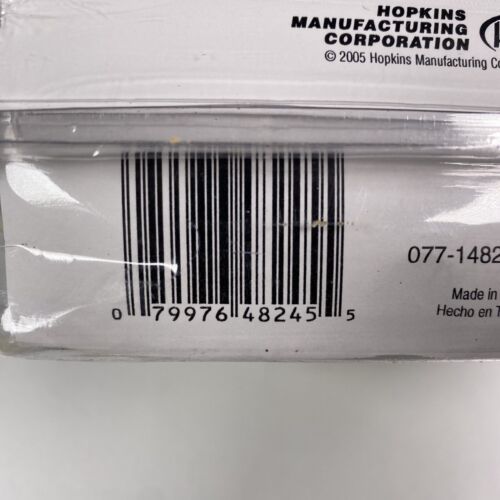 HOPKINS
MANUFACTURING
CORPORATION
© 2005 Hopkins Manufacturing Co
077-1482
0 79976 48245 5
Made in
Hecho en T